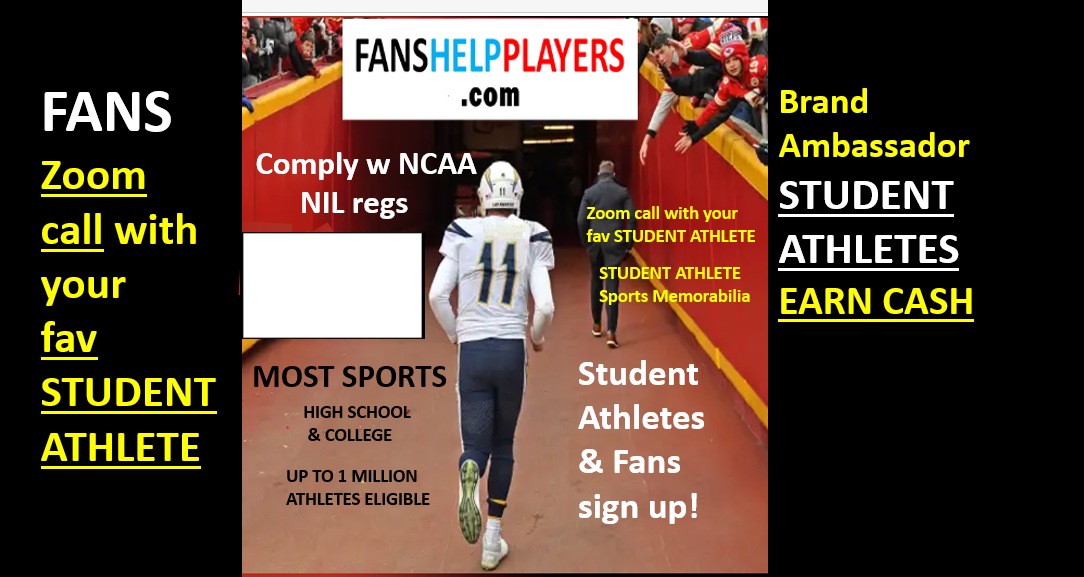 FANS
Zoom
call with
your
fav
STUDENT
ATHLETE
FANSHELPPLAYERS
.com
Comply w NCAA
NIL regs
11
11
Zoom call with your
fav STUDENT ATHLETE
STUDENT ATHLETE
Sports Memorabilia
MOST SPORTS
HIGH SCHOOL
& COLLEGE
UP TO 1 MILLION
ATHLETES ELIGIBLE
Student
Athletes
& Fans
sign up!
Brand
Ambassador
STUDENT
ATHLETES
EARN CASH